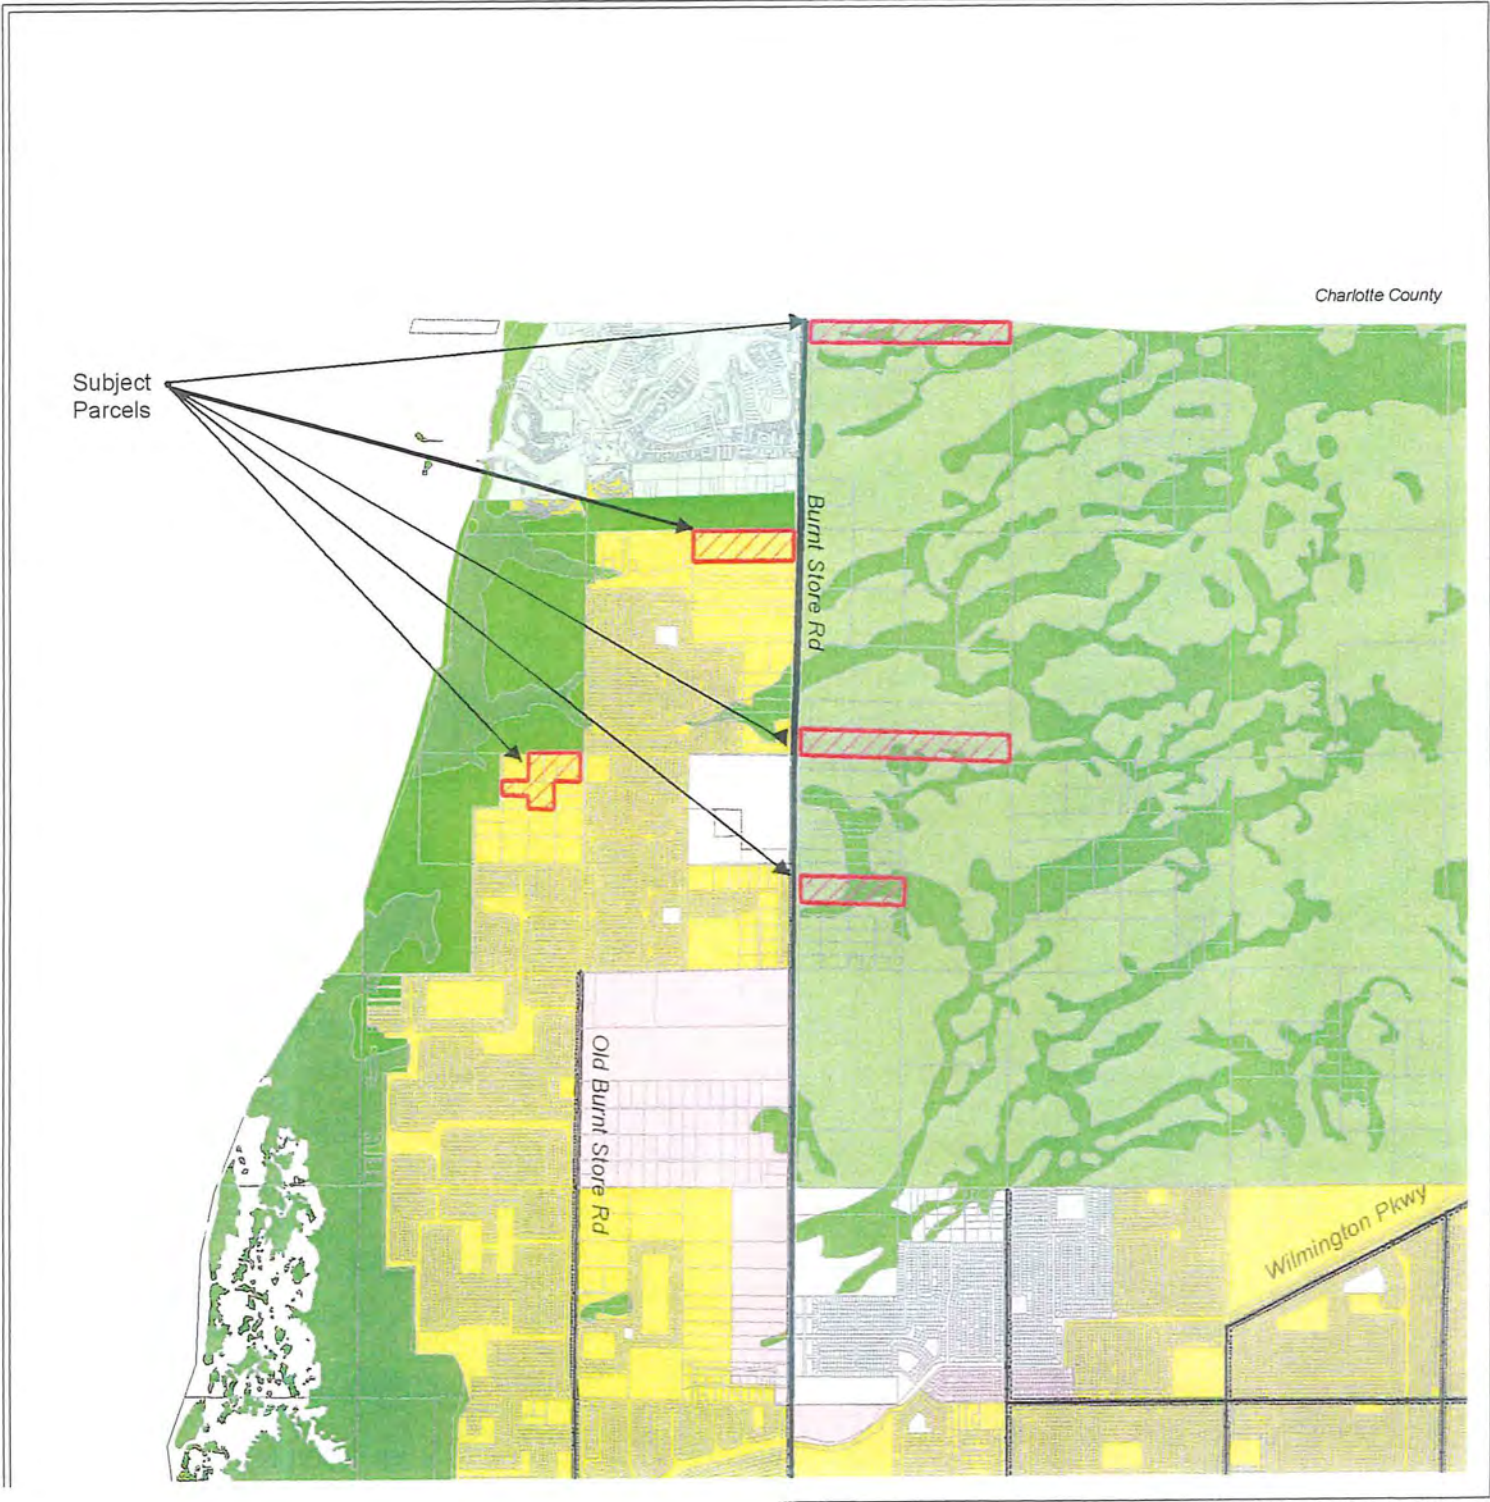 Charlotte County
Subject
Parcels
Burnt Store Rd
Old Burnt Store Rd
Wilmington Pkwy